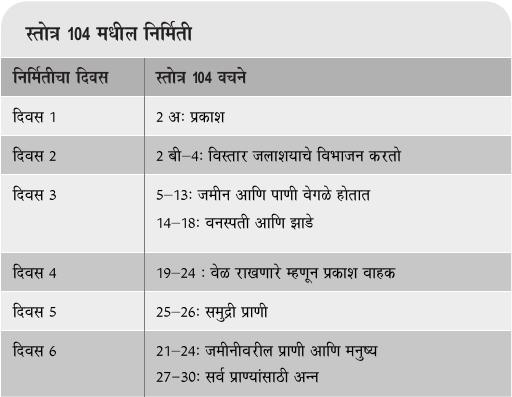 स्तोत्र 104 मधील निर्मिती
निर्मितीचा दिवस स्तोत्र 104 वचने
दिवस 1 2 अः प्रकाश
दिवस 2 2 बी–4ः विस्तार जलाशयाचे विभाजन करतो
दिवस 3 5–13ः जमीन आणि पाणी वेगळे होतात
14–18ः वनस्पती आणि झाडे
दिवस 4 19–24 : वेळ राखणारे म्हणून प्रकाश वाहक
दिवस 5 25–26ः समुद्री प्राणी
दिवस 6 21–24ः जमीनीवरील प्राणी आणि मनुष्य
27–30ः सर्व प्राण्यांसाठी अन्न